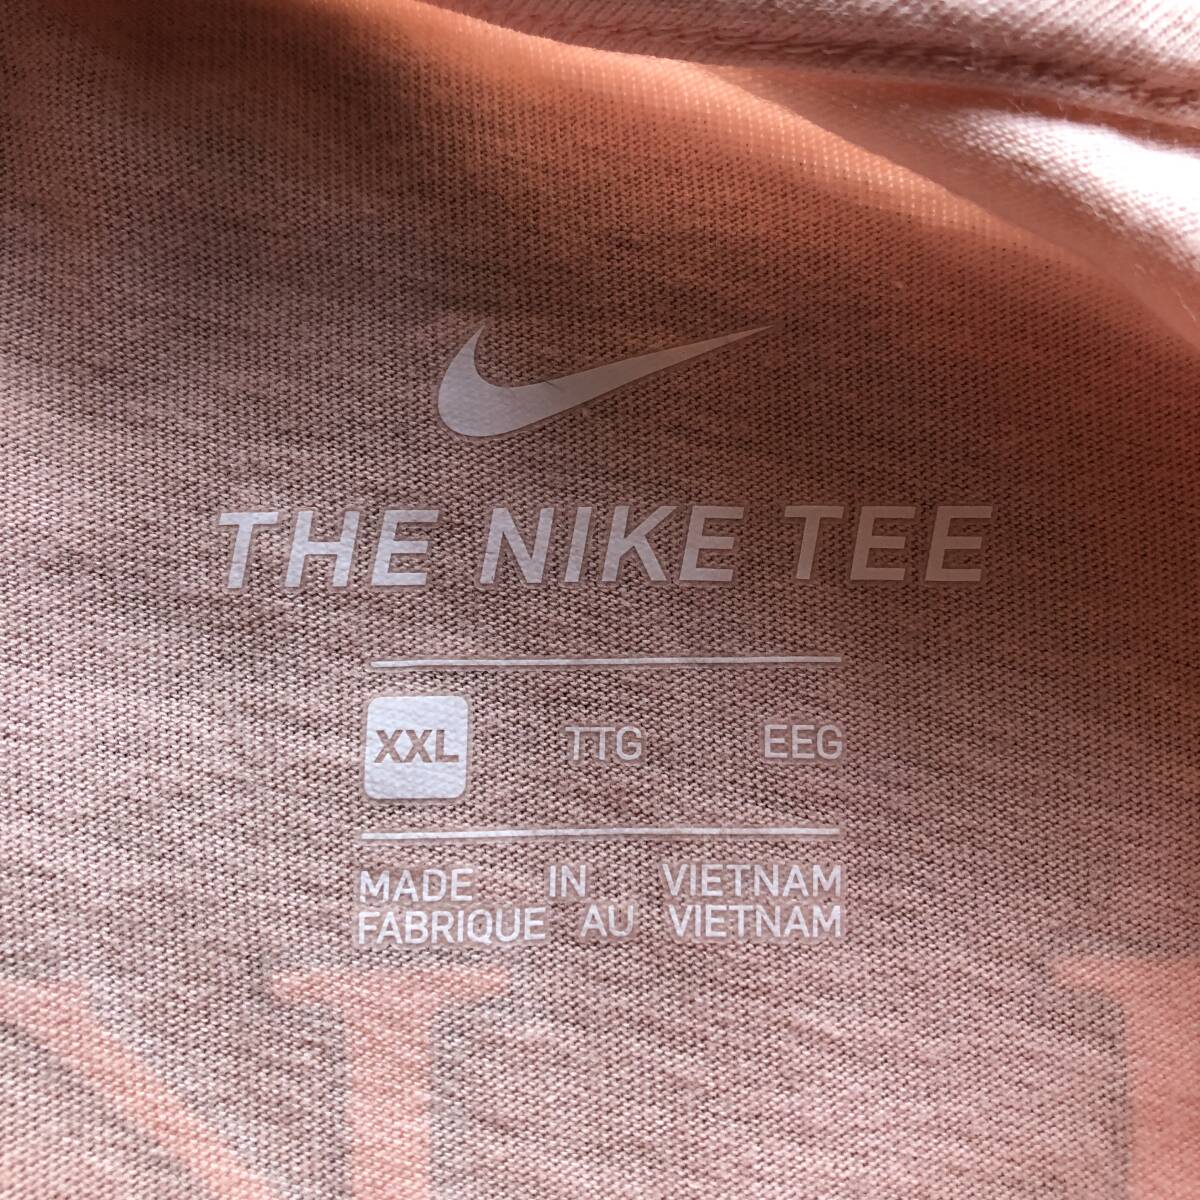 THE NIKE TEE
XXL TTG EEG
MADE IN VIETNAM
FABRIQUE AU VIETNAM